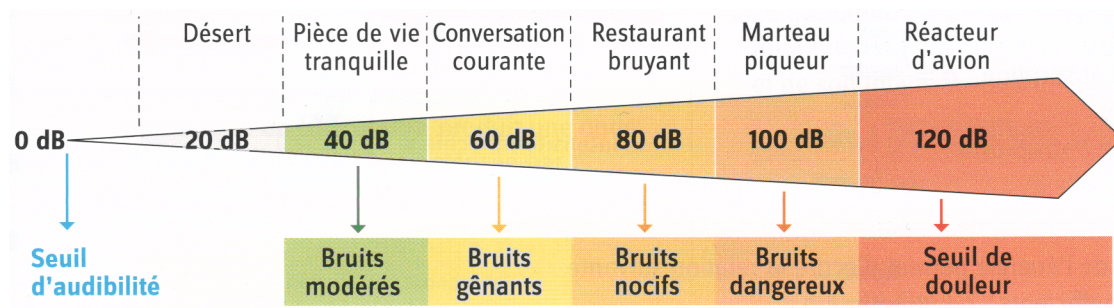 Désert
Pièce de vie
tranquille
Conversation
courante
Restaurant
bruyant
Marteau
piqueur
Réacteur
d'avion
0 dB
20 dB
40 dB
60 dB
80 dB
100 dB
120 dB
Seuil
d'audibilité
Bruits
modérés
Bruits
gênants
Bruits
nocifs
Bruits
dangereux
Seuil de
douleur